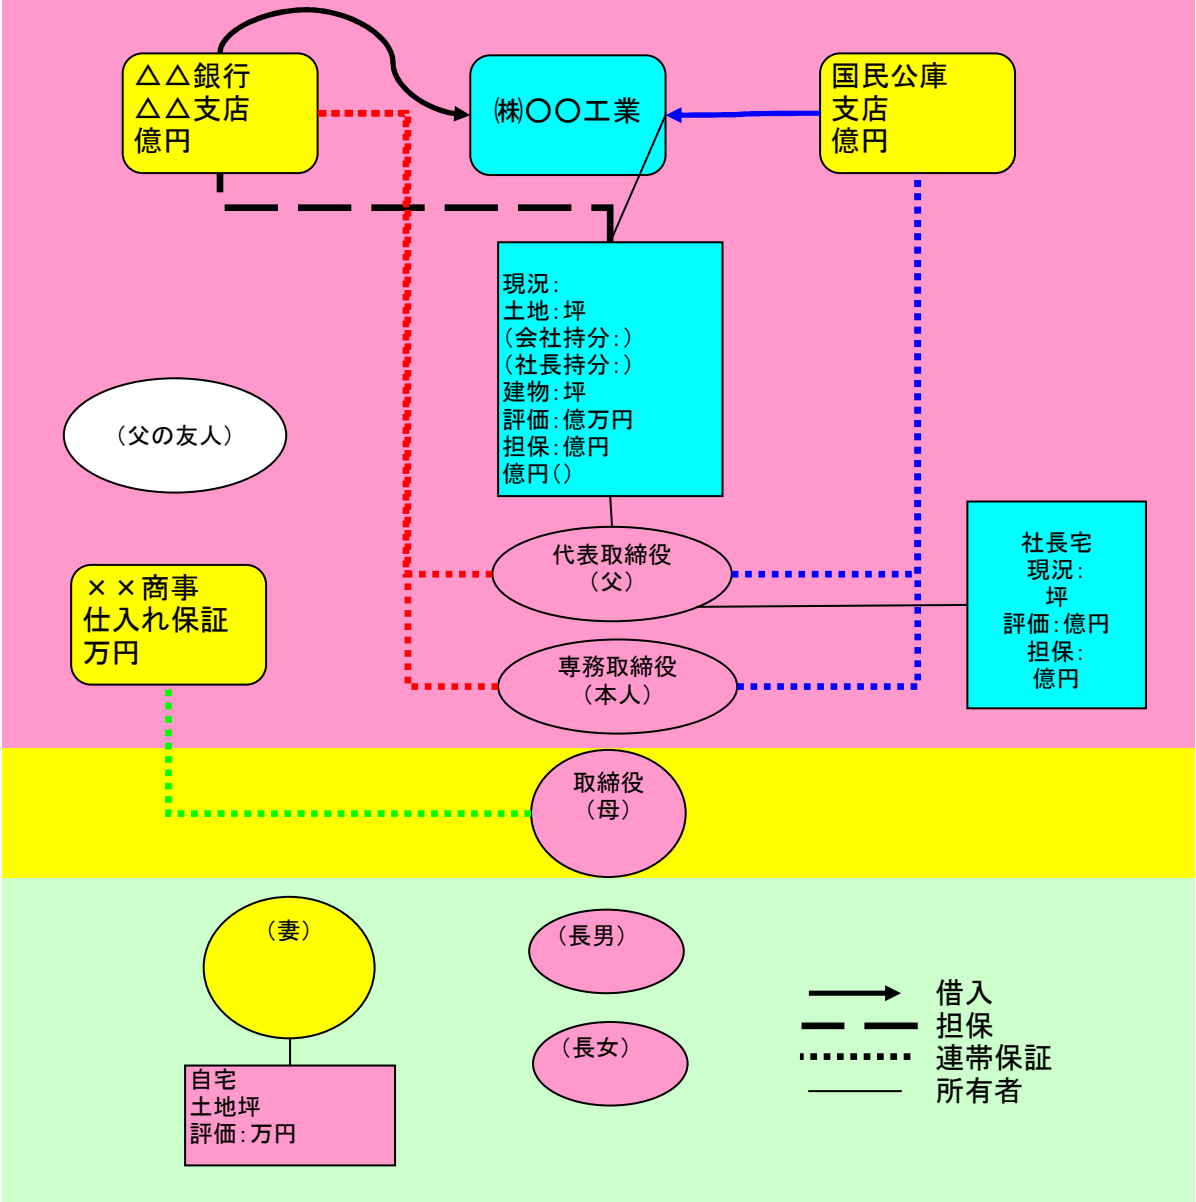 △△銀行
△△支店
億円
㈱〇〇工業
国民公庫
支店
億円
現況：
土地：坪
（会社持分：）
（社長持分：）
建物：坪
評価：億万円
担保：億円
億円（）
（父の友人）
代表取締役
（父）
社長宅
現況：
坪
評価：億円
担保：
億円
××商事
仕入れ保証
万円
専務取締役
（本人）
取締役
（母）
（妻）
（長男）
（長女）
自宅
土地坪
評価：万円
借入
担保
連帯保証
所有者